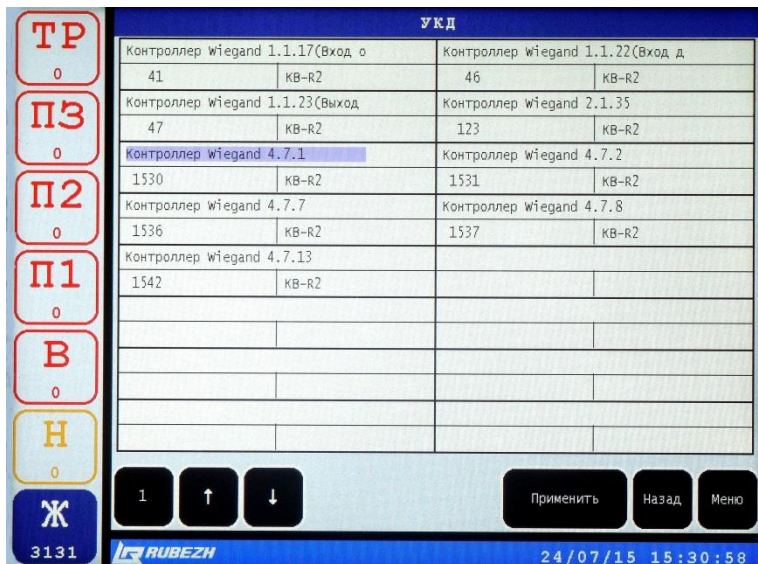 УКД
ТР
0
ПЗ
0
П2
0
П1
0
В
0
Н
0
Ж
3131
Контроллер Wiegand 1.1.17(Вход о
Контроллер Wiegand 1.1.22(Вход д
41 КВ-R2
46 КВ-R2
Контроллер Wiegand 1.1.23(Выход
Контроллер Wiegand 2.1.35
47 КВ-R2
123 КВ-R2
Контроллер Wiegand 4.7.1
Контроллер Wiegand 4.7.2
1530 КВ-R2
1531 КВ-R2
Контроллер Wiegand 4.7.7
Контроллер Wiegand 4.7.8
1536 КВ-R2
1537 КВ-R2
Контроллер Wiegand 4.7.13
1542 КВ-R2
1 ↑ ↓
Применить
Назад
Меню
RUBEZH
24/07/15 15:30:58